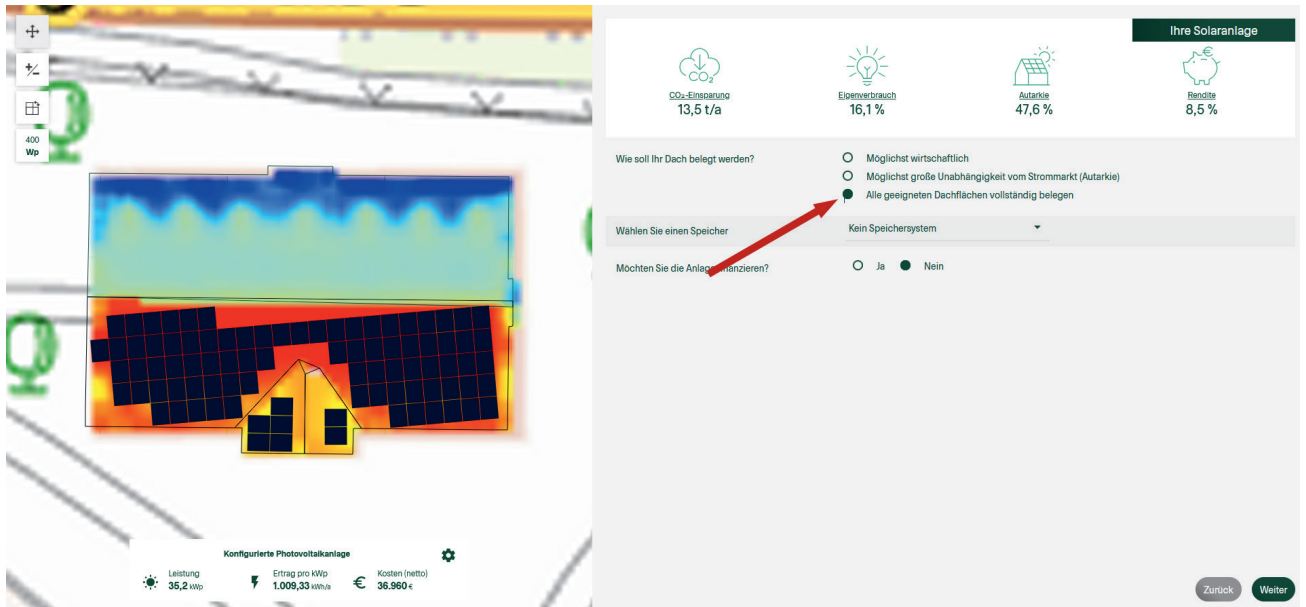 400
Wp
Konfigurierte Photovoltaikanlage
Leistung
35,2 kWp
Ertrag pro kWp
1.009,33 kWh/a
€
Kosten (netto)
36.960 €
Ihre Solaranlage
CO₂
CO₂-Einsparung
13,5 t/a
Eigenverbrauch
16,1 %
Autarkie
47,6 %
€
Rendite
8,5 %
Wie soll Ihr Dach belegt werden?
Möglichst wirtschaftlich
Möglichst große Unabhängigkeit vom Strommarkt (Autarkie)
Alle geeigneten Dachflächen vollständig belegen
Wählen Sie einen Speicher
Kein Speichersystem
Möchten Sie die Anlage finanzieren?
Ja
Nein
Zurück
Weiter